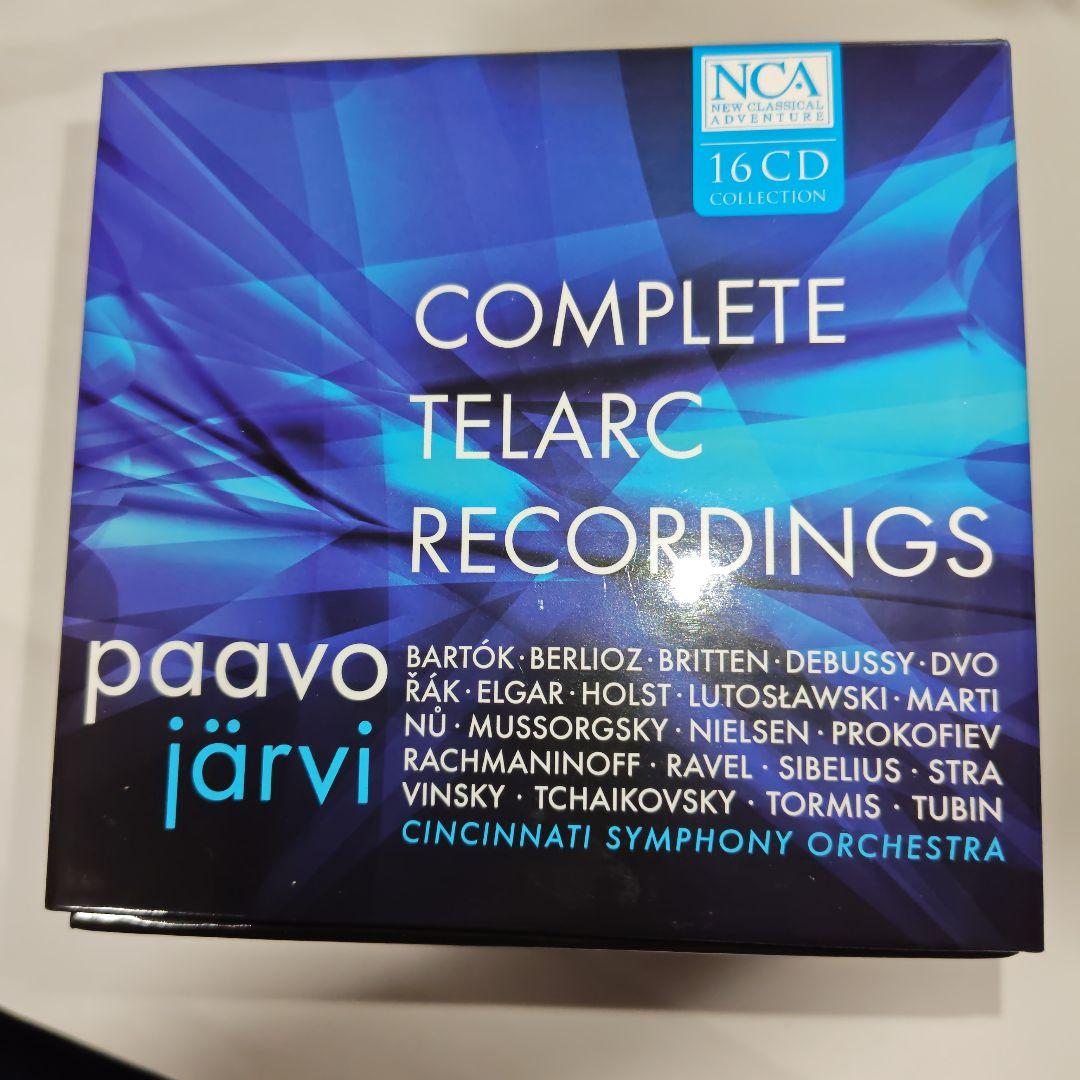 NCA
NEW CLASSICAL
ADVENTURE
16 CD
COLLECTION
COMPLETE
TELARC
RECORDINGS
paavo
järvi
BARTÓK · BERLIOZ · BRITTEN · DEBUSSY · DVO
ŘÁK · ELGAR · HOLST · LUTOSŁAWSKI · MARTI
NŮ · MUSSORGSKY · NIELSEN · PROKOFIEV
RACHMANINOFF · RAVEL · SIBELIUS · STRA
VINSKY · TCHAIKOVSKY · TORMIS · TUBIN
CINCINNATI SYMPHONY ORCHESTRA